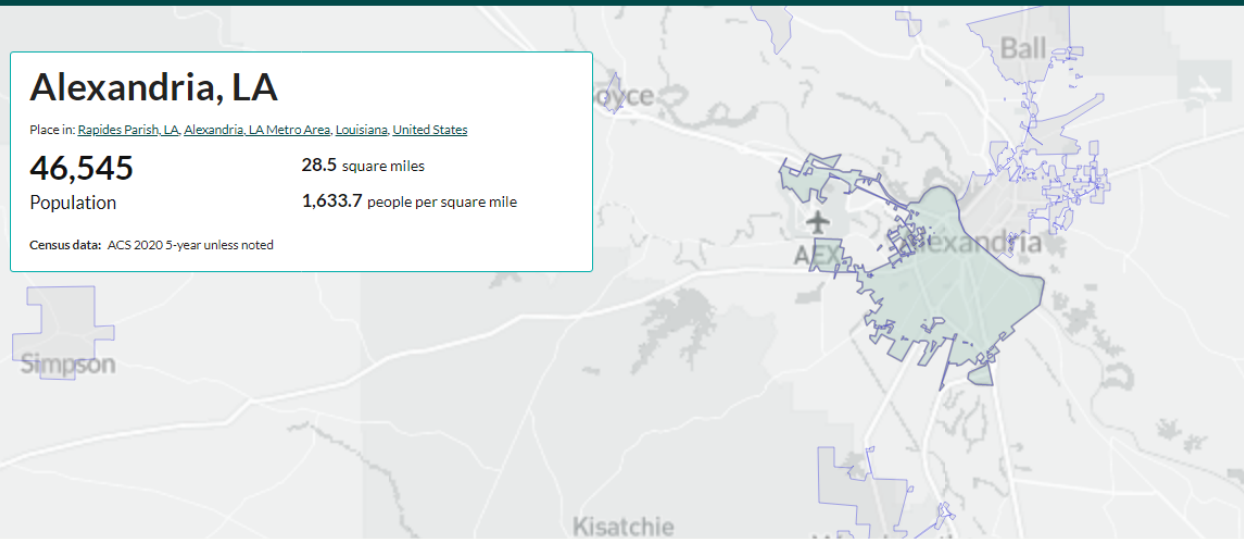 Alexandria, LA
Place in: Rapides Parish, LA, Alexandria, LA Metro Area, Louisiana, United States
46,545
Population
28.5 square miles
1,633.7 people per square mile
Census data: ACS 2020 5-year unless noted
Ball
Alexandria
AEX
Simpson
Kisatchie